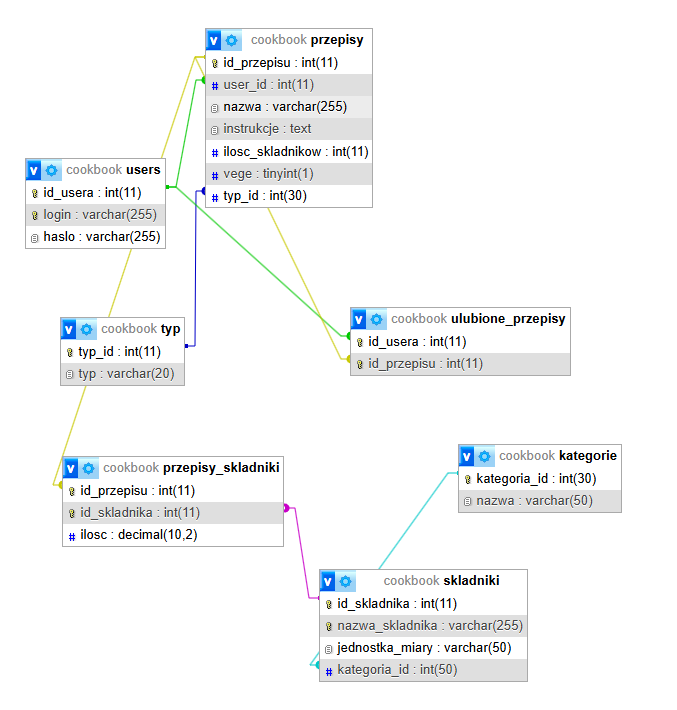 cookbook przepisy
id_przepisu : int(11)
user_id : int(11)
nazwa : varchar(255)
instrukcje : text
ilosc_skladnikow : int(11)
vege : tinyint(1)
typ_id : int(30)
cookbook users
id_usera : int(11)
login : varchar(255)
haslo : varchar(255)
cookbook typ
typ_id : int(11)
typ : varchar(20)
cookbook ulubione_przepisy
id_usera : int(11)
id_przepisu : int(11)
cookbook przepisy_skladniki
id_przepisu : int(11)
id_skladnika : int(11)
ilosc : decimal(10,2)
cookbook kategorie
kategoria_id : int(30)
nazwa : varchar(50)
cookbook skladniki
id_skladnika : int(11)
nazwa_skladnika : varchar(255)
jednostka_miary : varchar(50)
kategoria_id : int(50)